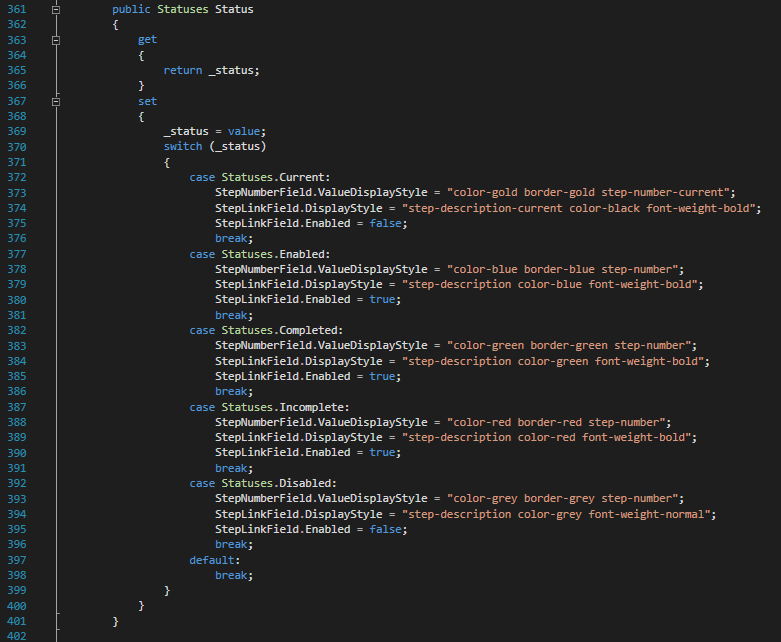 361 public Statuses Status
362 {
363 get
364 {
365 return _status;
366 }
367 set
368 {
369 _status = value;
370 switch (_status)
371 {
372 case Statuses.Current:
373 StepNumberField.ValueDisplayStyle = "color-gold border-gold step-number-current";
374 StepLinkField.DisplayStyle = "step-description-current color-black font-weight-bold";
375 StepLinkField.Enabled = false;
376 break;
377 case Statuses.Enabled:
378 StepNumberField.ValueDisplayStyle = "color-blue border-blue step-number";
379 StepLinkField.DisplayStyle = "step-description color-blue font-weight-bold";
380 StepLinkField.Enabled = true;
381 break;
382 case Statuses.Completed:
383 StepNumberField.ValueDisplayStyle = "color-green border-green step-number";
384 StepLinkField.DisplayStyle = "step-description color-green font-weight-bold";
385 StepLinkField.Enabled = true;
386 break;
387 case Statuses.Incomplete:
388 StepNumberField.ValueDisplayStyle = "color-red border-red step-number";
389 StepLinkField.DisplayStyle = "step-description color-red font-weight-bold";
390 StepLinkField.Enabled = true;
391 break;
392 case Statuses.Disabled:
393 StepNumberField.ValueDisplayStyle = "color-grey border-grey step-number";
394 StepLinkField.DisplayStyle = "step-description color-grey font-weight-normal";
395 StepLinkField.Enabled = false;
396 break;
397 default:
398 break;
399 }
400 }
401 }
402